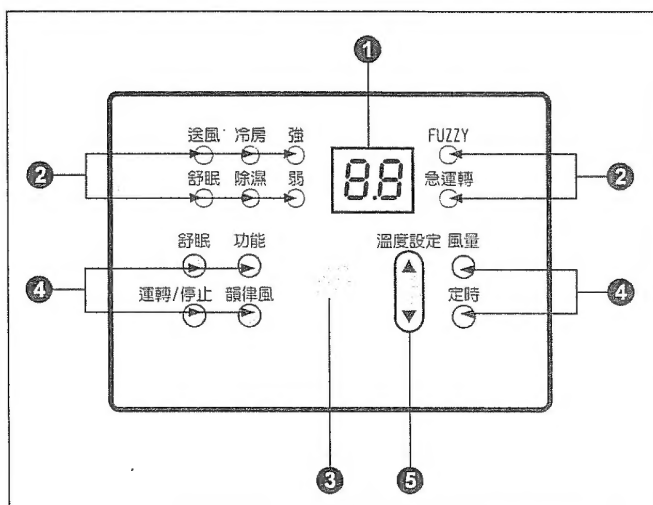 1
送風 冷房 強 FUZZY
2 88 2
舒眠 除濕 弱 急運轉
舒眠 功能 溫度設定 風量
4 4
運轉/停止 韻律風 定時
3 5